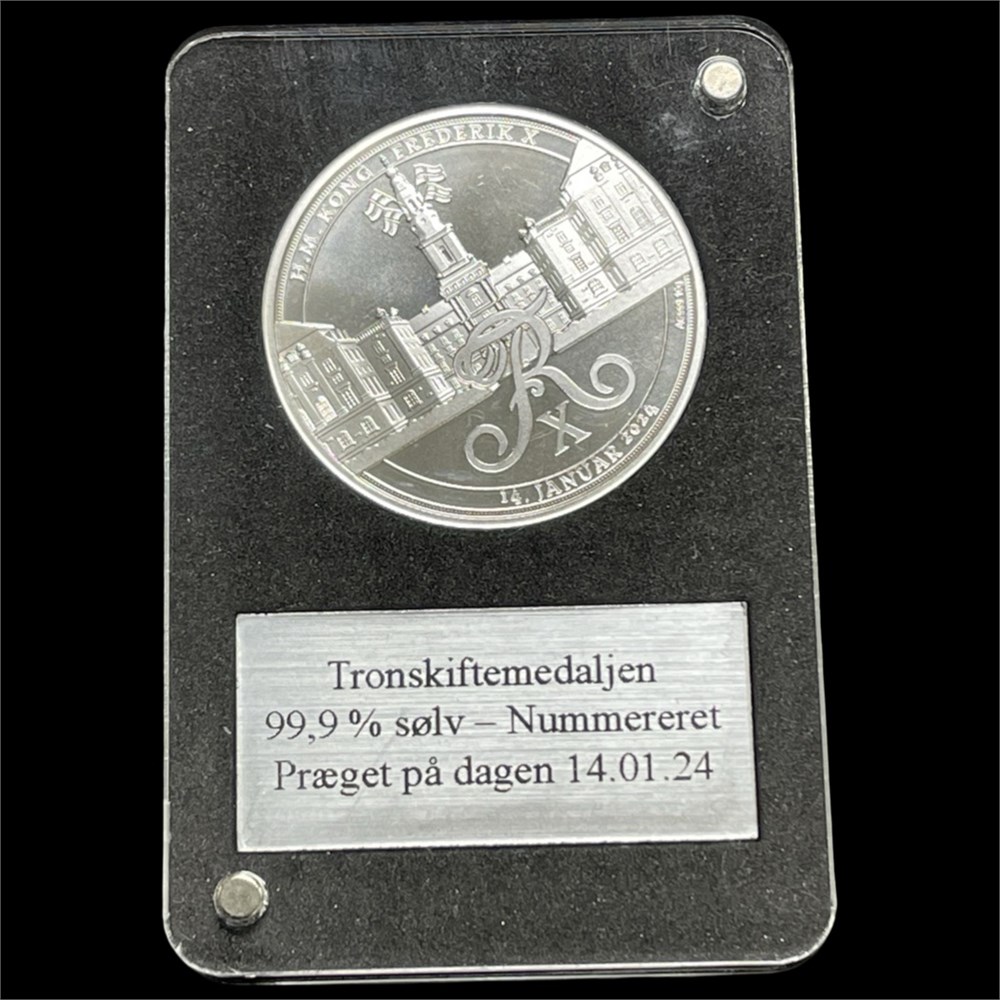 H.M. KONG FREDERIK X
X
14. JANUAR 2024
Tronskiftemedaljen
99,9 % sølv – Nummereret
Præget på dagen 14.01.24